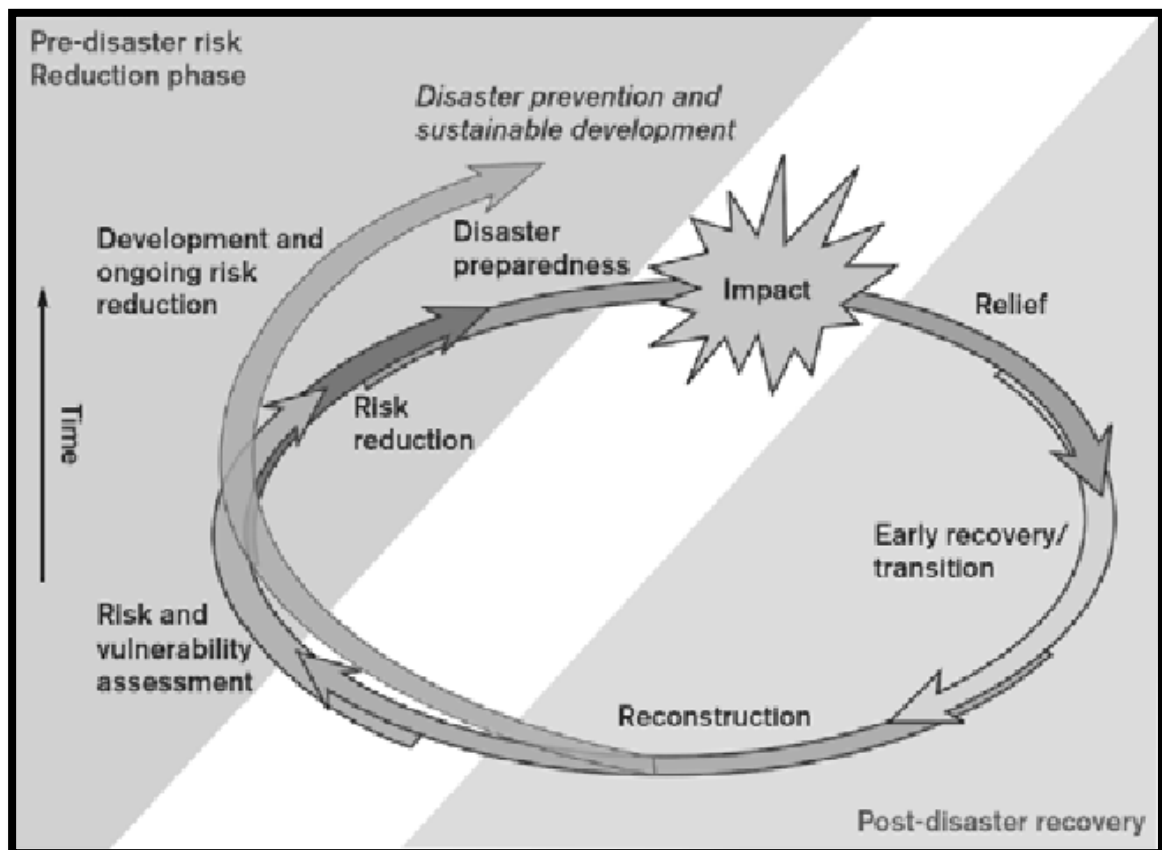 Pre-disaster risk
Reduction phase
Disaster prevention and
sustainable development
Development and
ongoing risk
reduction
Disaster
preparedness
Impact
Relief
Time
Risk
reduction
Early recovery/
transition
Risk and
vulnerability
assessment
Reconstruction
Post-disaster recovery